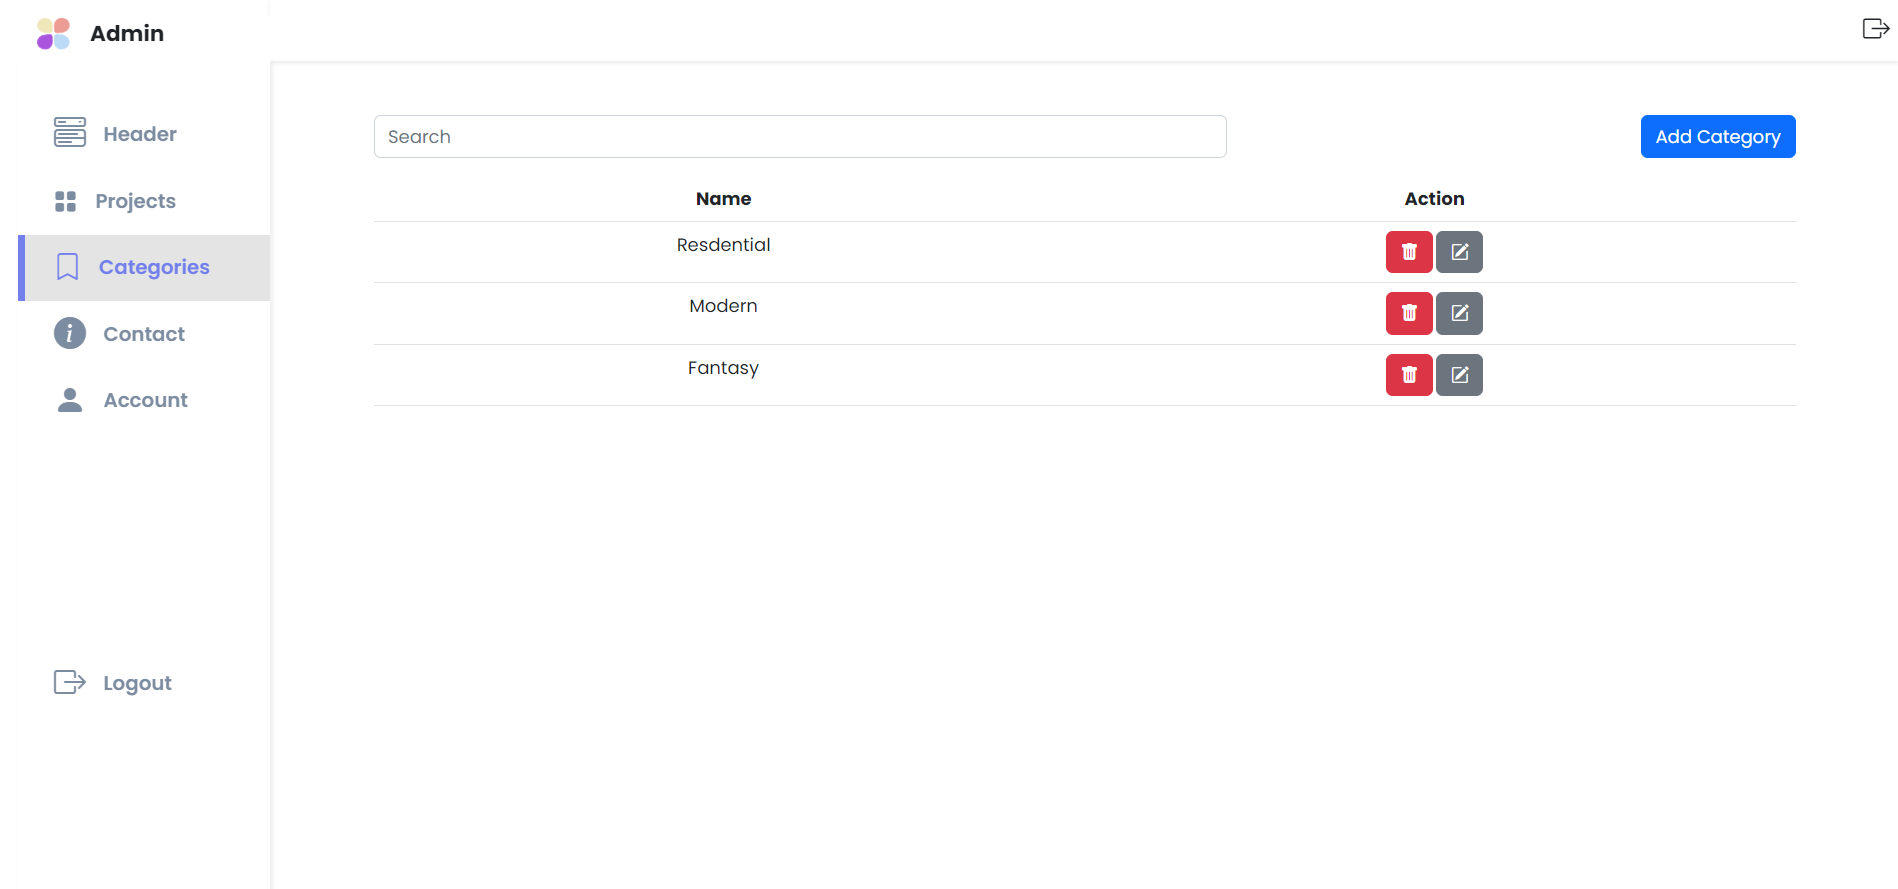 Admin
Header
Projects
Categories
Contact
Account
Logout
Search
Add Category
Name Action
Resdential
Modern
Fantasy